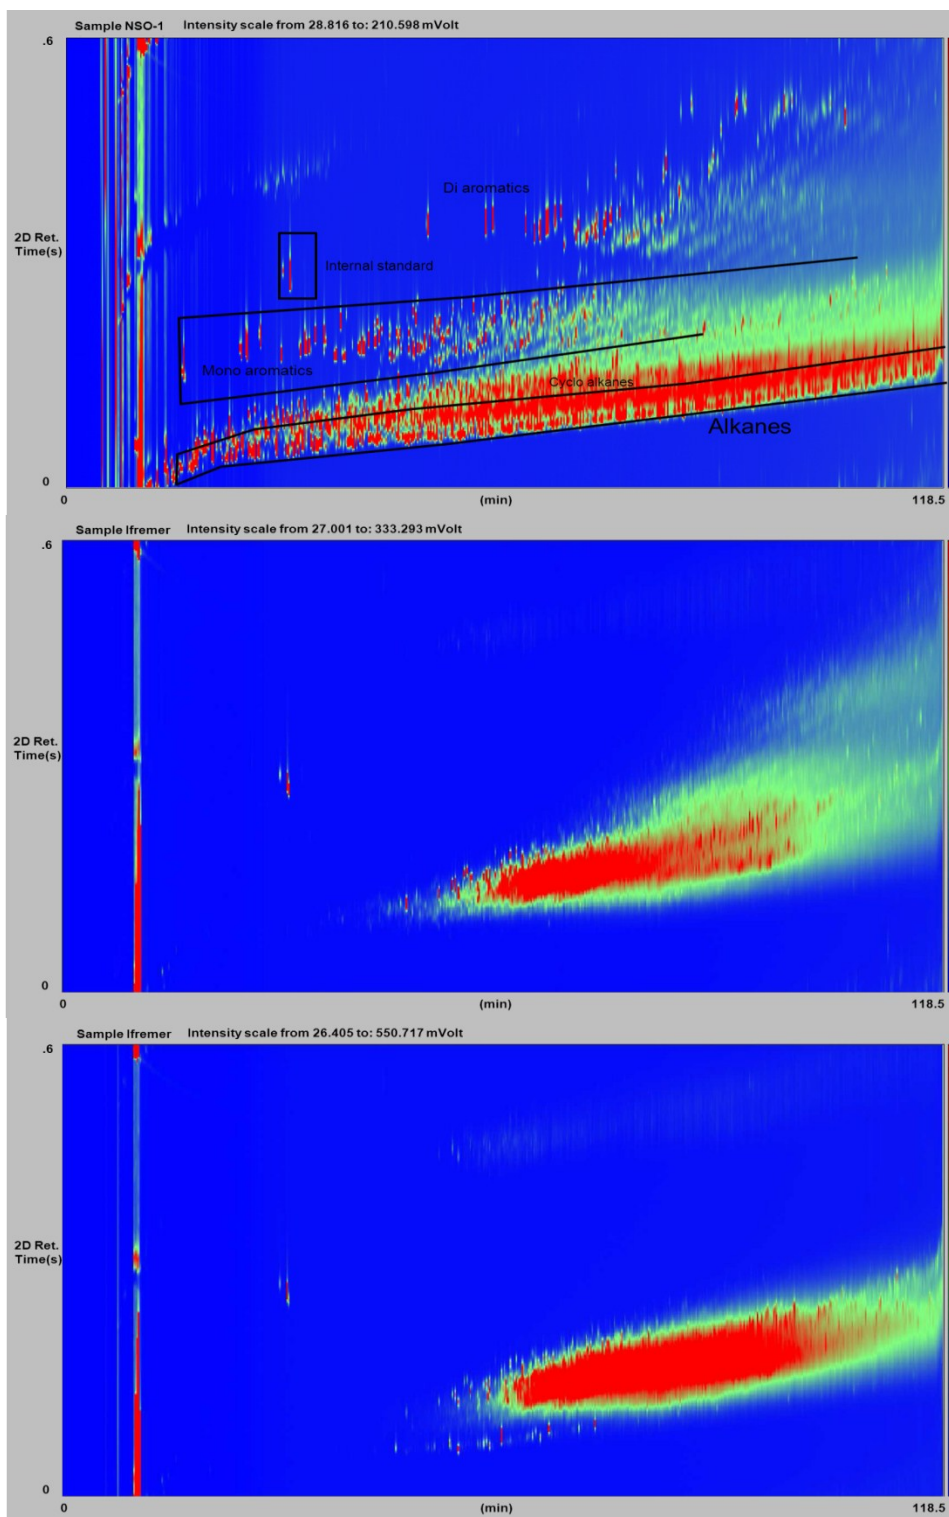 Sample NSO-1 Intensity scale from 28.816 to: 210.598 mVolt
.6
Di aromatics
2D Ret.
Time(s)
Internal standard
Mono aromatics
Cyclo alkanes
Alkanes
0
0 (min) 118.5
Sample Ifremer Intensity scale from 27.001 to: 333.293 mVolt
.6
2D Ret.
Time(s)
0
0 (min) 118.5
Sample Ifremer Intensity scale from 26.405 to: 550.717 mVolt
.6
2D Ret.
Time(s)
0
0 (min) 118.5